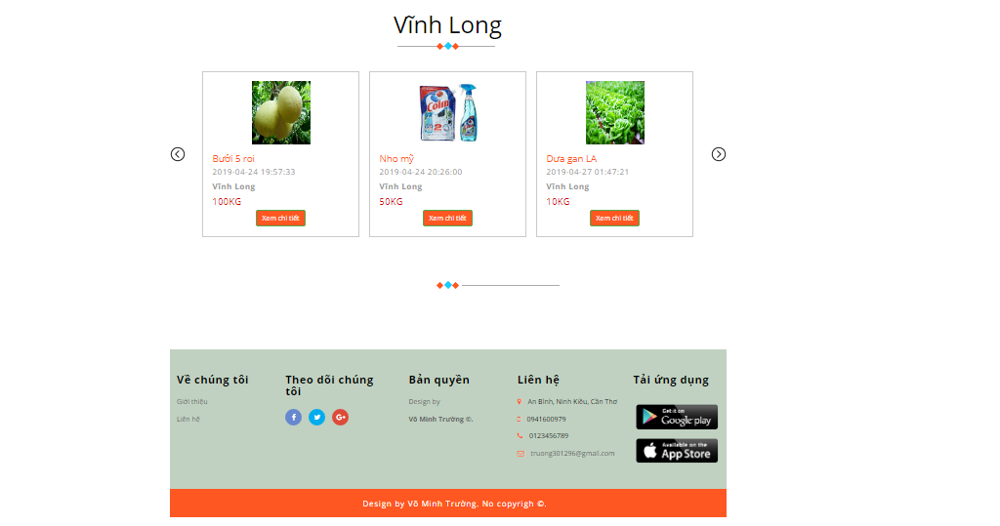 Vĩnh Long
Colin
2
Bưởi 5 roi
2019-04-24 19:57:33
Vĩnh Long
100KG
Xem chi tiết
Nho mỹ
2019-04-24 20:26:00
Vĩnh Long
50KG
Xem chi tiết
Dưa gan LA
2019-04-27 01:47:21
Vĩnh Long
10KG
Xem chi tiết
Về chúng tôi
Giới thiệu
Liên hệ
Theo dõi chúng
tôi
f
G+
Bản quyền
Design by
Võ Minh Trường ©.
Liên hệ
An Bình, Ninh Kiều, Cần Thơ
0941600979
0123456789
truong301296@gmail.com
Tải ứng dụng
Get it on
Google play
Available on the
App Store
Design by Võ Minh Trường, No copyrigh ©.